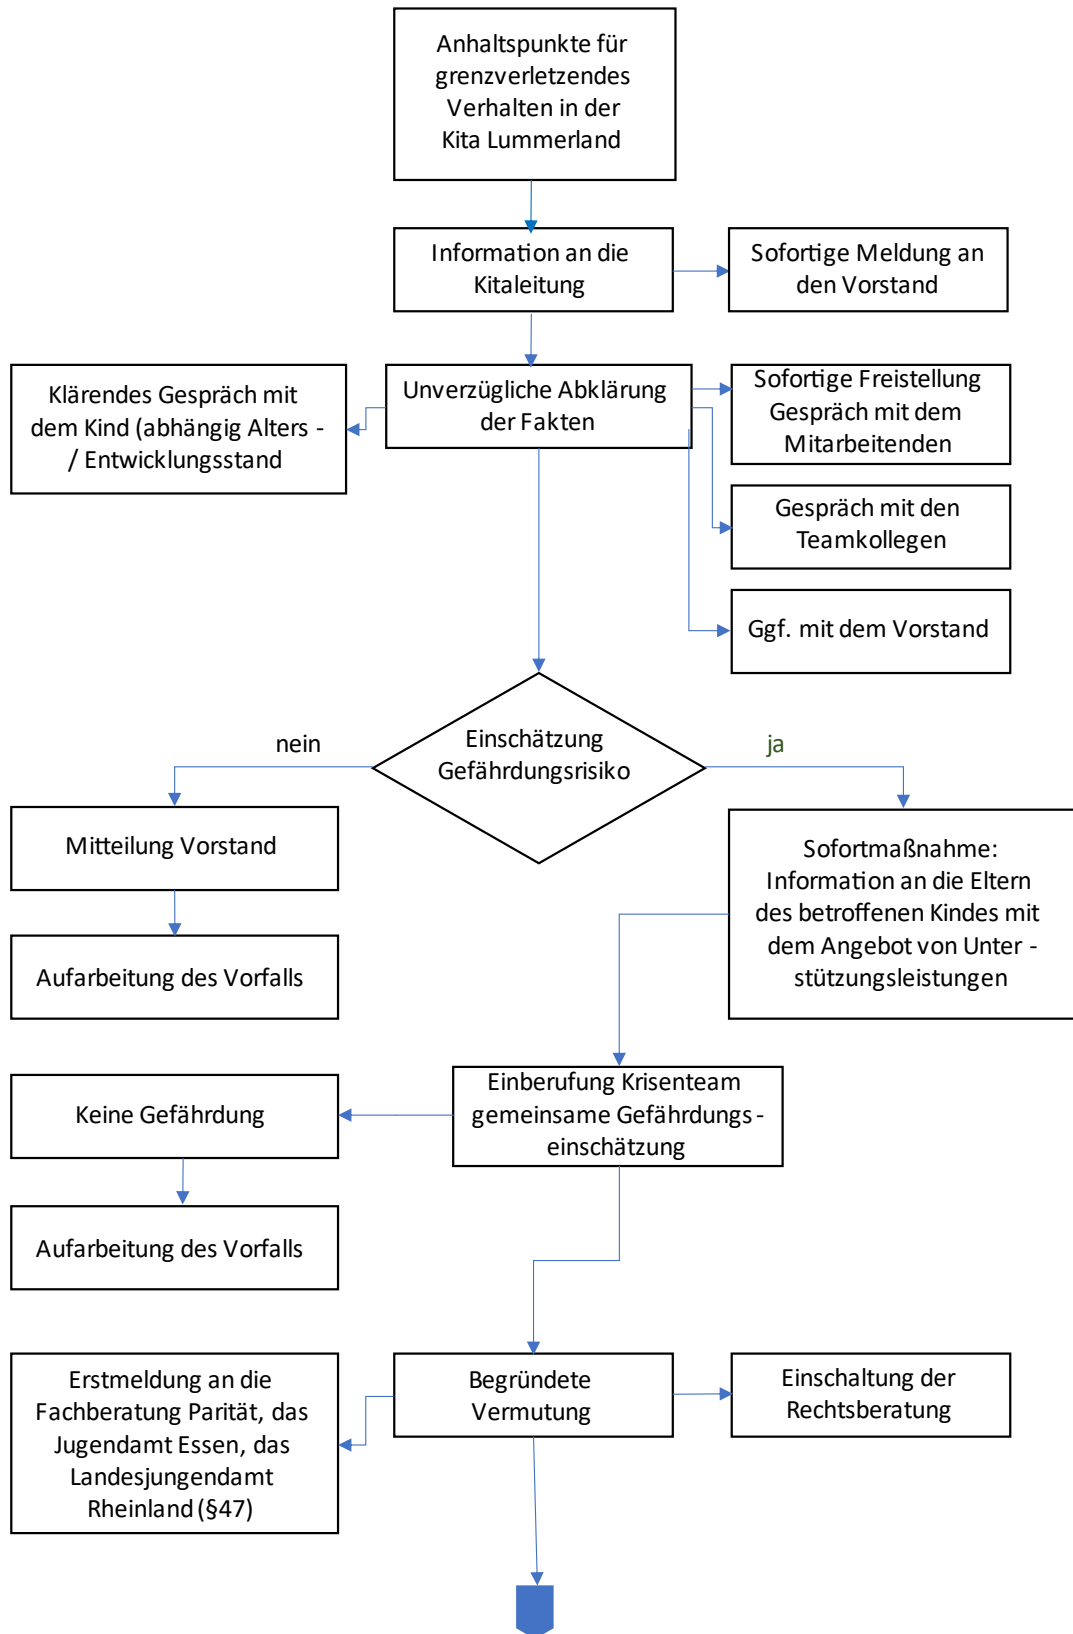 Anhaltspunkte für
grenzverletzendes
Verhalten in der
Kita Lummerland
Information an die
Kitaleitung
Sofortige Meldung an
den Vorstand
Klärendes Gespräch mit
dem Kind (abhängig Alters -
/ Entwicklungsstand
Unverzügliche Abklärung
der Fakten
Sofortige Freistellung
Gespräch mit dem
Mitarbeitenden
Gespräch mit den
Teamkollegen
Ggf. mit dem Vorstand
Einschätzung
Gefährdungsrisiko
nein
ja
Mitteilung Vorstand
Aufarbeitung des Vorfalls
Sofortmaßnahme:
Information an die Eltern
des betroffenen Kindes mit
dem Angebot von Unter -
stützungsleistungen
Einberufung Krisenteam
gemeinsame Gefährdungs -
einschätzung
Keine Gefährdung
Aufarbeitung des Vorfalls
Erstmeldung an die
Fachberatung Parität, das
Jugendamt Essen, das
Landesjungendamt
Rheinland (§47)
Begründete
Vermutung
Einschaltung der
Rechtsberatung